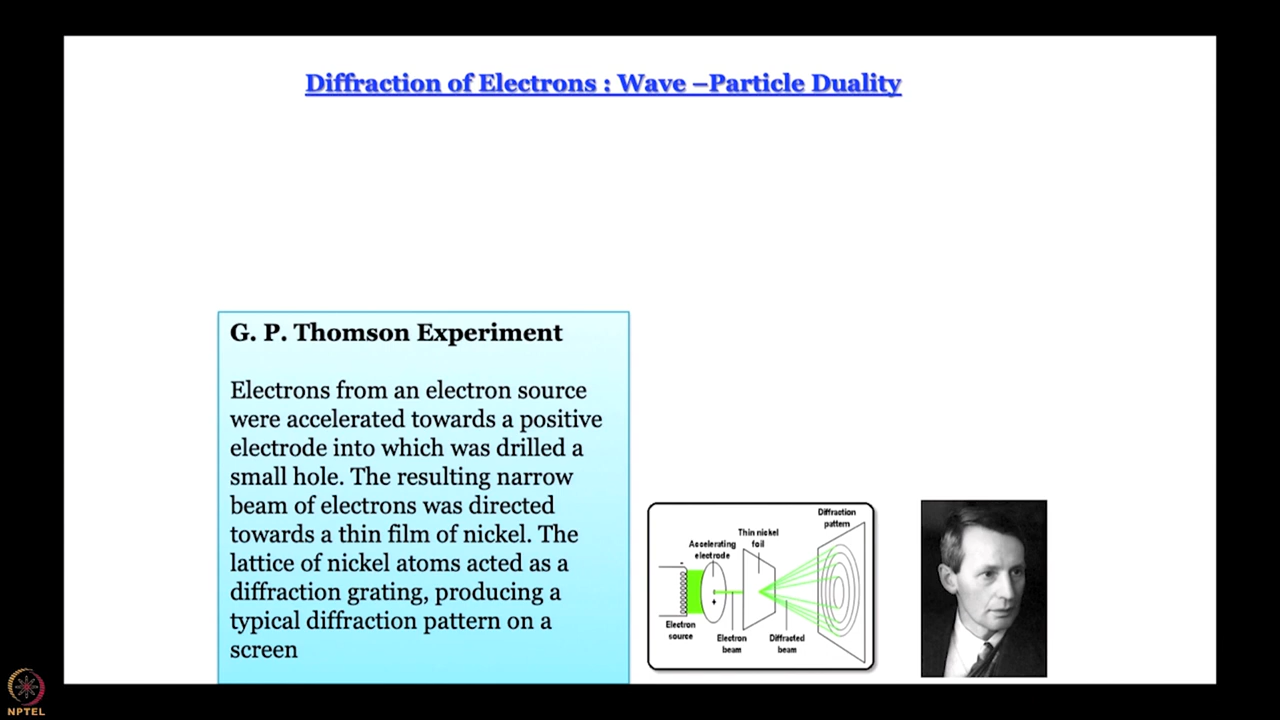 Diffraction of Electrons : Wave –Particle Duality
G. P. Thomson Experiment
Electrons from an electron source
were accelerated towards a positive
electrode into which was drilled a
small hole. The resulting narrow
beam of electrons was directed
towards a thin film of nickel. The
lattice of nickel atoms acted as a
diffraction grating, producing a
typical diffraction pattern on a
screen
Diffraction
pattern
Thin nickel
foil
Accelerating
electrode
Electron
source
Electron
beam
Diffracted
beam
NPTEL